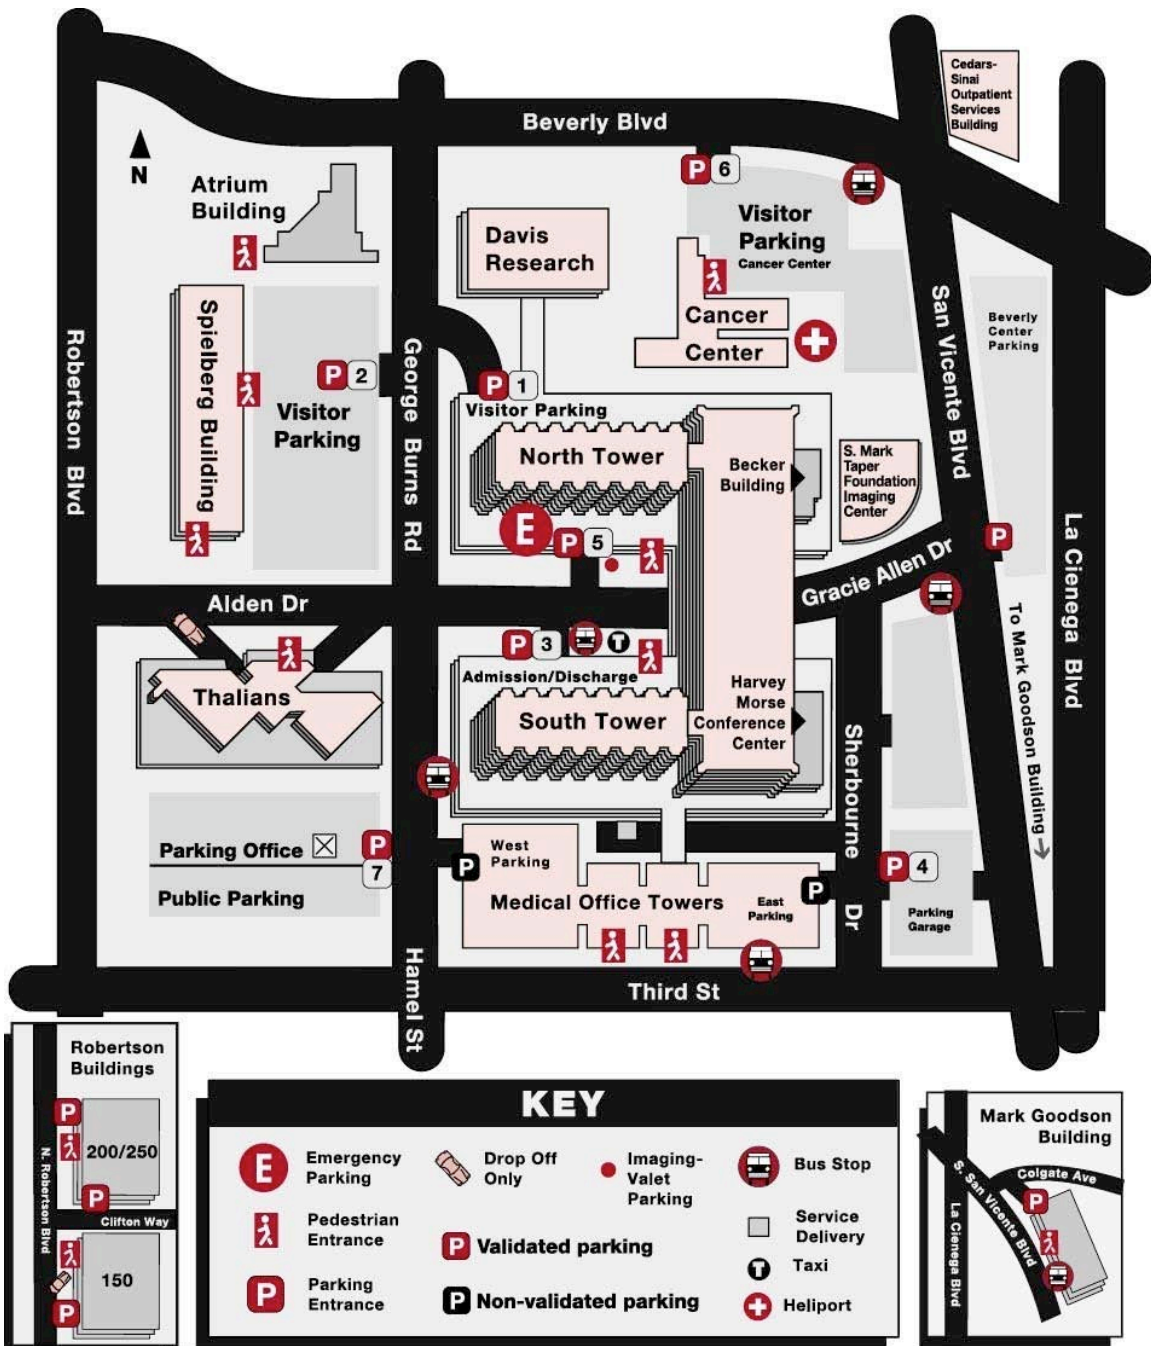 Cedars-
Sinai
Outpatient
Services
Building
Beverly Blvd
N
Atrium
Building
P 6
Visitor
Parking
Cancer Center
Davis
Research
Cancer
Center
Beverly
Center
Parking
San Vicente Blvd
Robertson Blvd
Spielberg Building
P 2
Visitor
Parking
George Burns Rd
P 1
Visitor Parking
North Tower
Becker
Building
S. Mark
Taper
Foundation
Imaging
Center
E
P 5
P
Gracie Allen Dr
La Cienega Blvd
Alden Dr
P 3
T
Admission/Discharge
Thalians
South Tower
Harvey
Morse
Conference
Center
Sherbourne Dr
To Mark Goodson Building
Parking Office
P
7
Public Parking
West
Parking
P
Medical Office Towers
East
Parking
P
P 4
Parking
Garage
Hamel St
Third St
Robertson
Buildings
P
200/250
P
N. Robertson Blvd
Clifton Way
150
P
KEY
E
Emergency
Parking
Drop Off
Only
Imaging-
Valet
Parking
Bus Stop
Pedestrian
Entrance
P
Validated parking
Service
Delivery
T
Taxi
P
Parking
Entrance
P
Non-validated parking
Heliport
Mark Goodson
Building
Colgate Ave
S. San Vicente Blvd
P
La Cienega Blvd